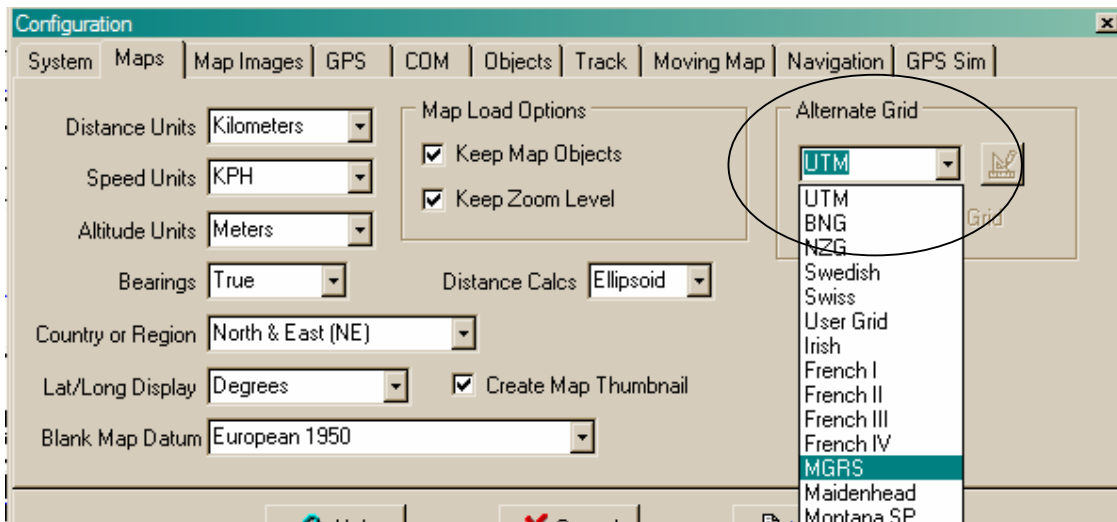 Configuration
System Maps Map Images GPS COM Objects Track Moving Map Navigation GPS Sim
Distance Units Kilometers
Speed Units KPH
Altitude Units Meters
Bearings True
Distance Calcs Ellipsoid
Country or Region North & East (NE)
Lat/Long Display Degrees
Create Map Thumbnail
Blank Map Datum European 1950
Map Load Options
Keep Map Objects
Keep Zoom Level
Alternate Grid
UTM
Grid
UTM
BNG
NZG
Swedish
Swiss
User Grid
Irish
French I
French II
French III
French IV
MGRS
Maidenhead
Montana SP